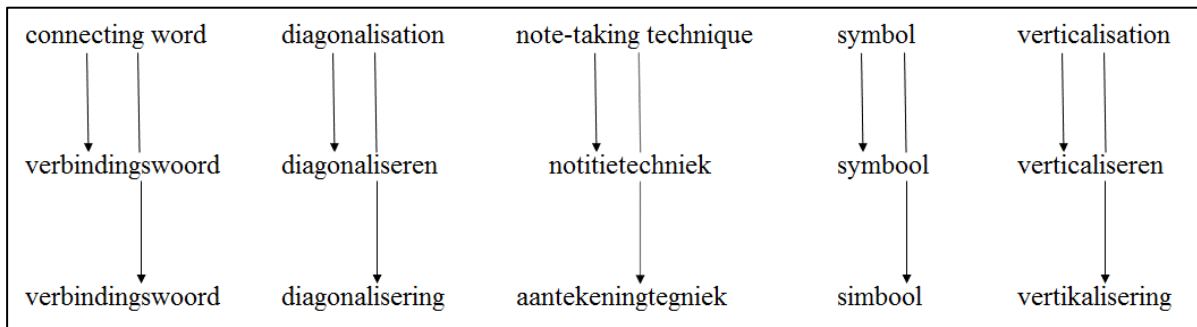 connecting word diagonalisation note-taking technique symbol verticalisation
verbindingswoord diagonaliseren notitietechniek symbool verticaliseren
verbindingswoord diagonalisering aantekeningtegniek simbool vertikalisering